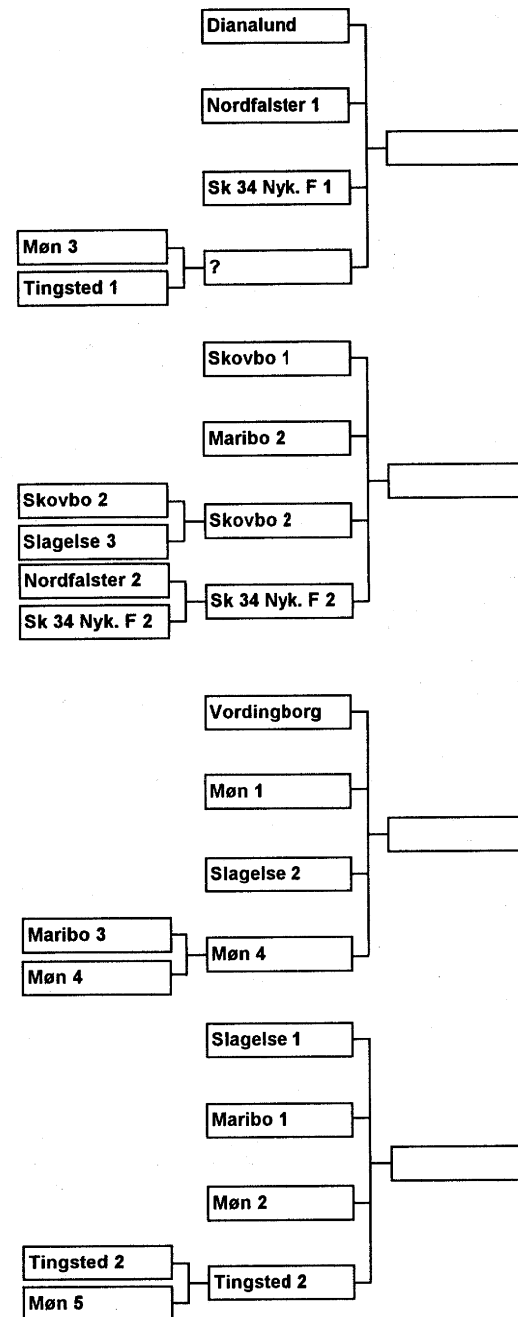 Dianalund
Nordfalster 1
Sk 34 Nyk. F 1
Møn 3
Tingsted 1
?
Skovbo 1
Maribo 2
Skovbo 2
Slagelse 3
Skovbo 2
Nordfalster 2
Sk 34 Nyk. F 2
Sk 34 Nyk. F 2
Vordingborg
Møn 1
Slagelse 2
Maribo 3
Møn 4
Møn 4
Slagelse 1
Maribo 1
Møn 2
Tingsted 2
Møn 5
Tingsted 2